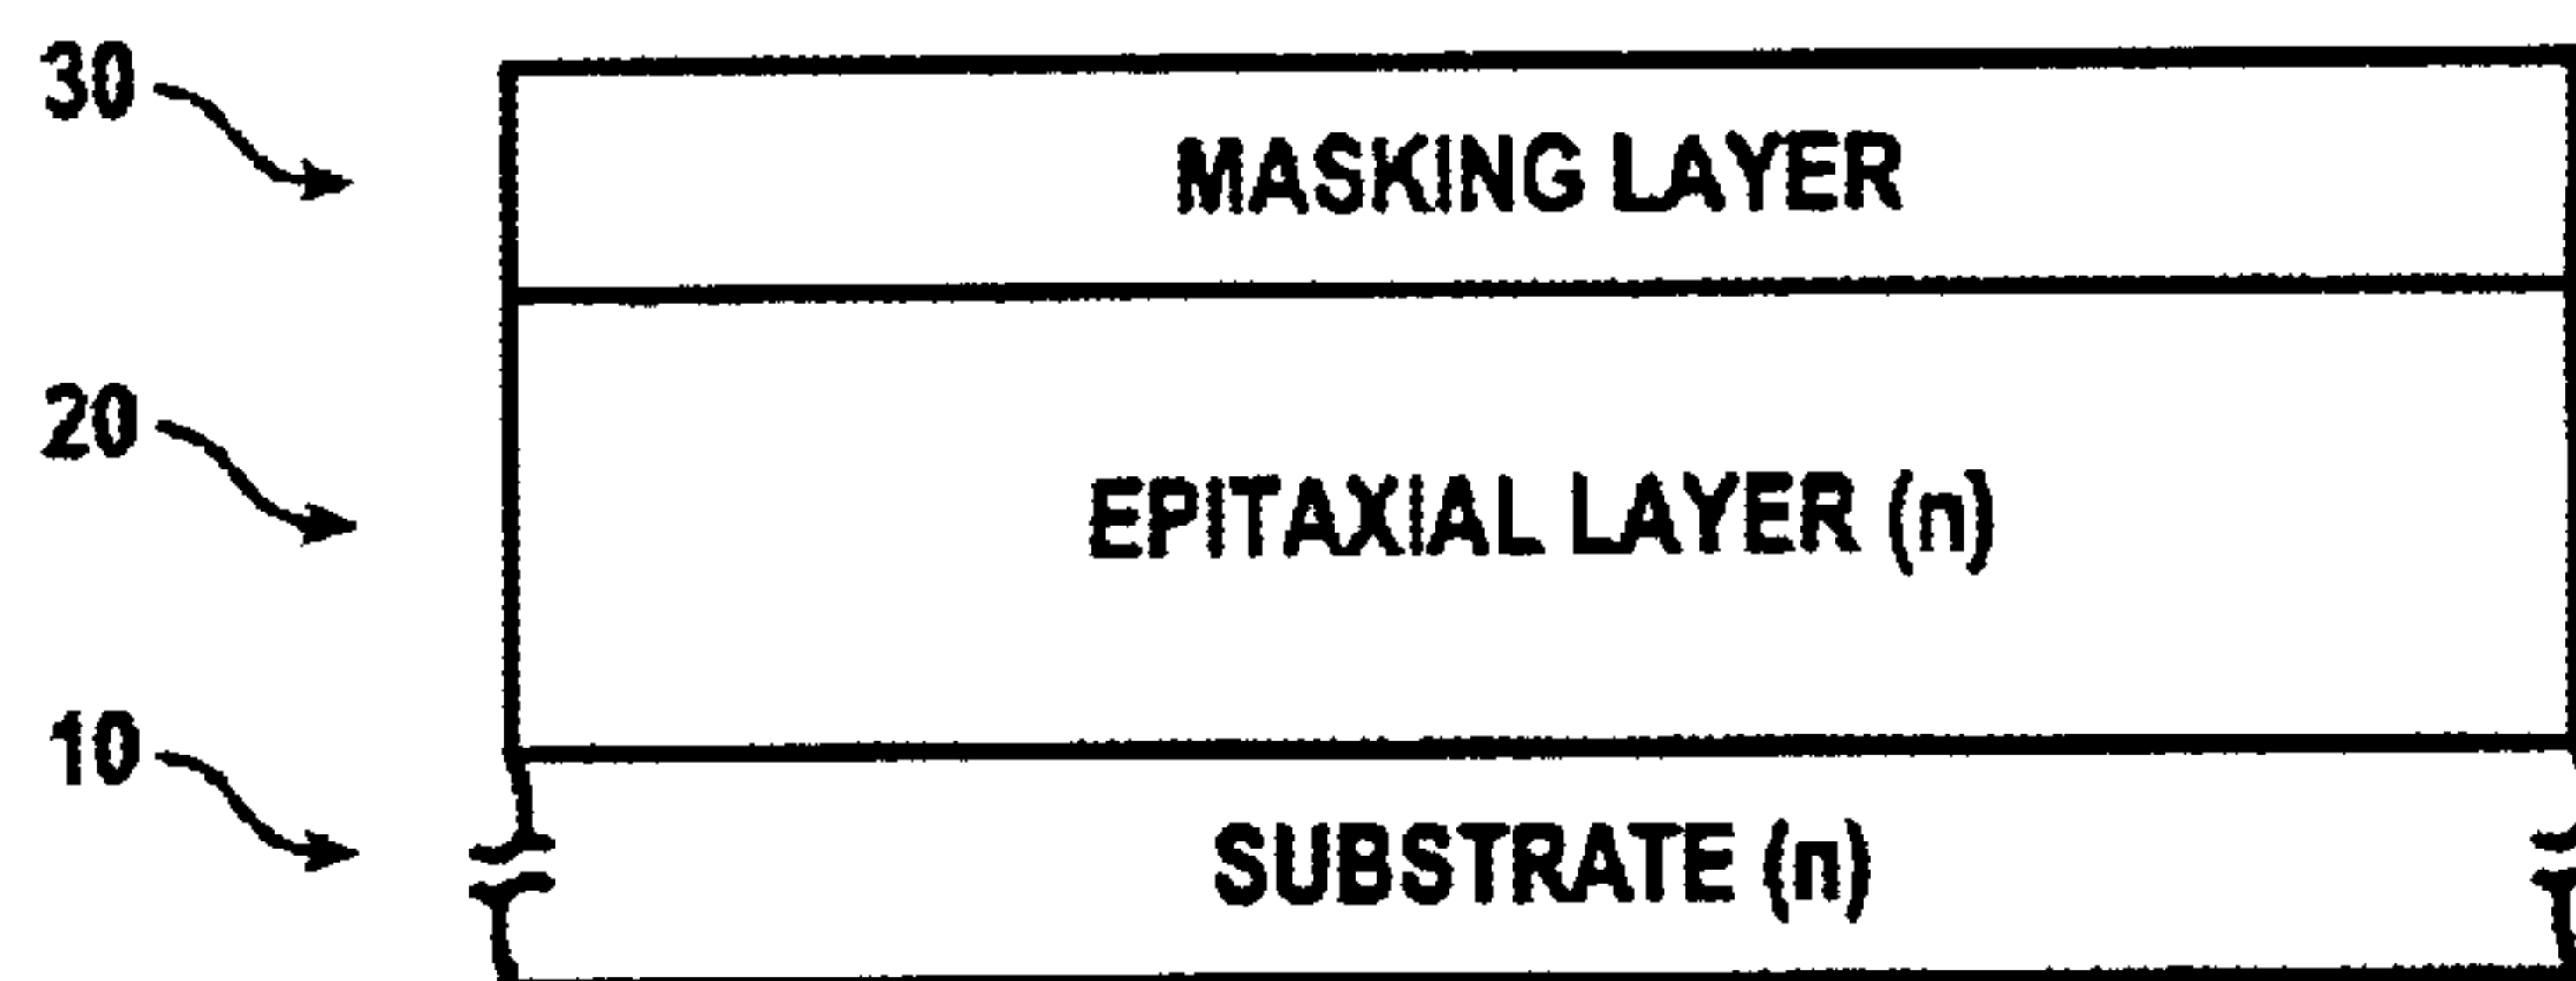 30
MASKING LAYER
20
EPITAXIAL LAYER (n)
10
SUBSTRATE (n)